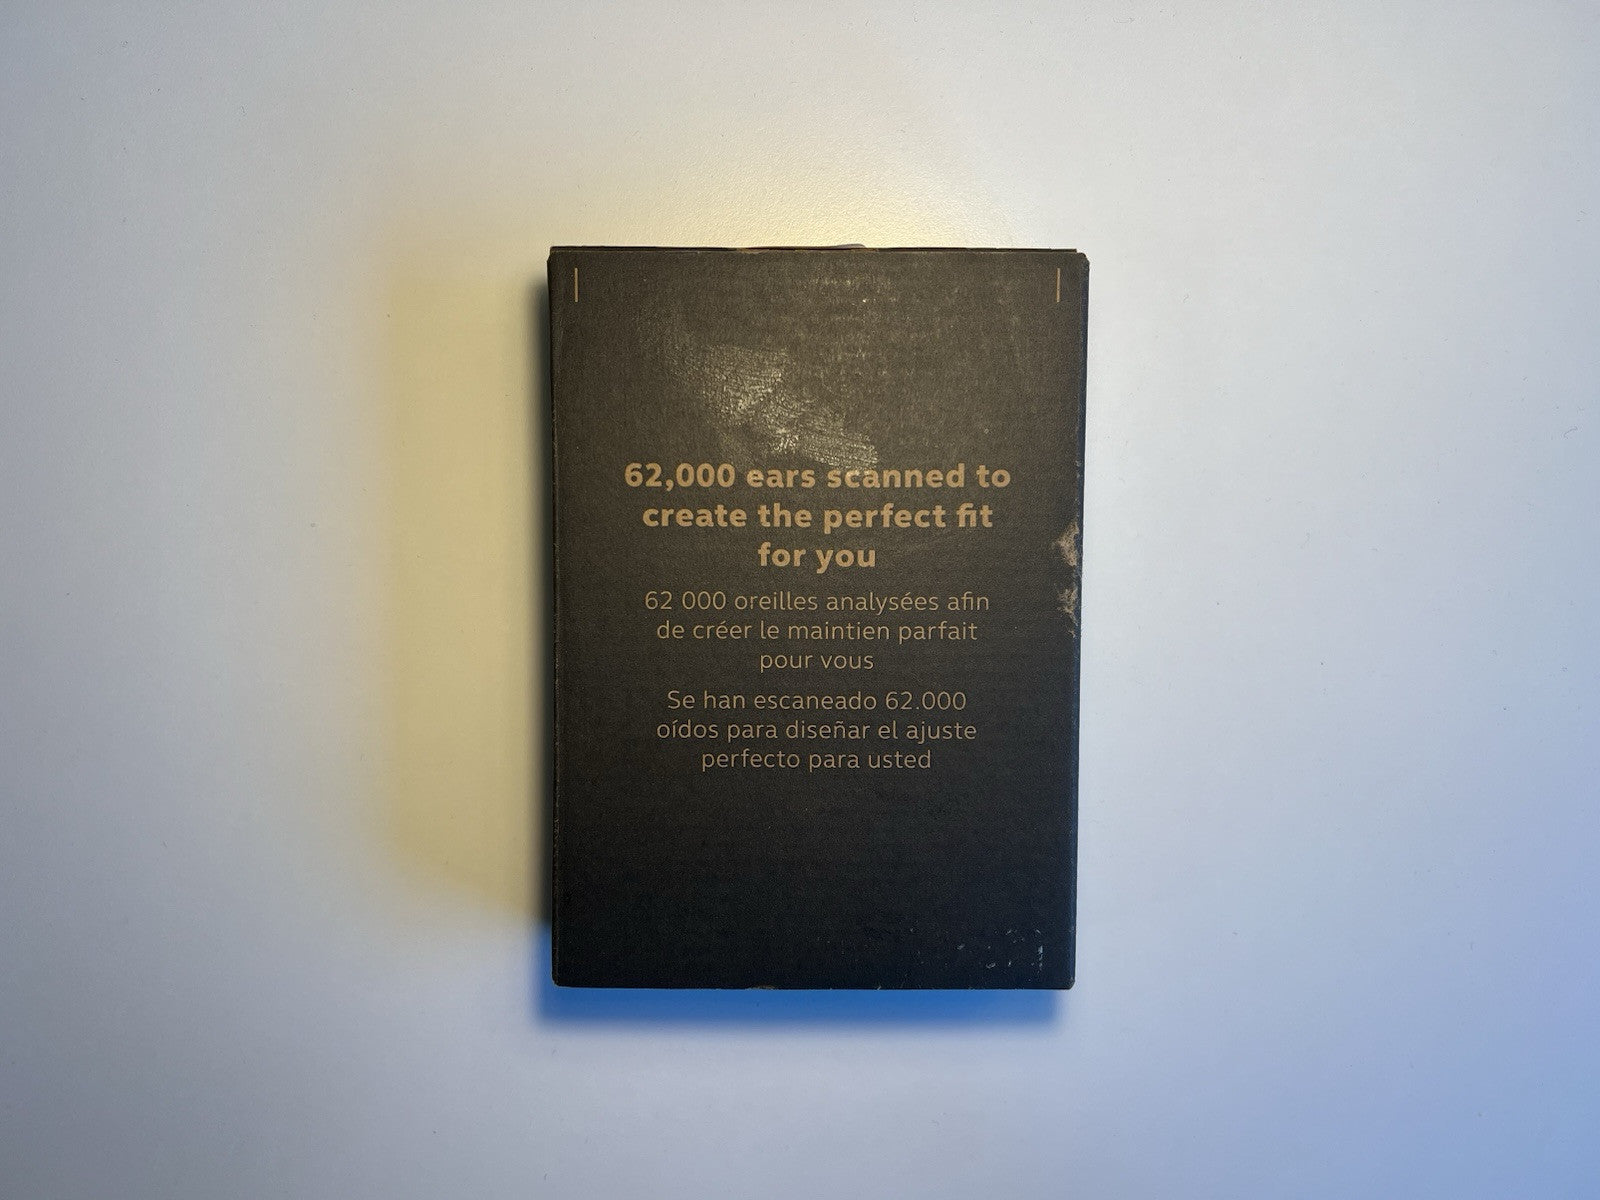 62,000 ears scanned to
create the perfect fit
for you
62 000 oreilles analysées afin
de créer le maintien parfait
pour vous
Se han escaneado 62.000
oídos para diseñar el ajuste
perfecto para usted